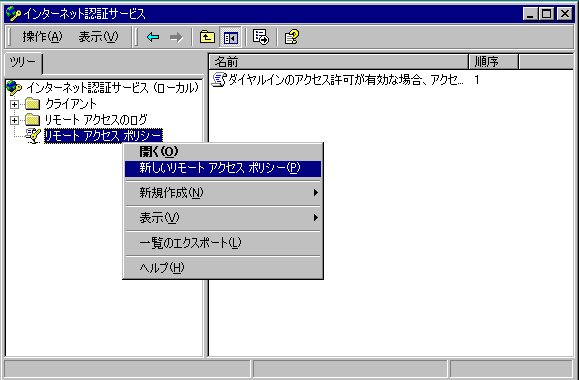 インターネット認証サービス
操作(A) 表示(V)
ツリー
名前 順序
インターネット認証サービス (ローカル)
クライアント
リモート アクセスのログ
リモート アクセス ポリシー
ダイヤルインのアクセス許可が有効な場合、アクセ... 1
開く(O)
新しいリモート アクセス ポリシー(P)
新規作成(N)
表示(V)
一覧のエクスポート(L)
ヘルプ(H)